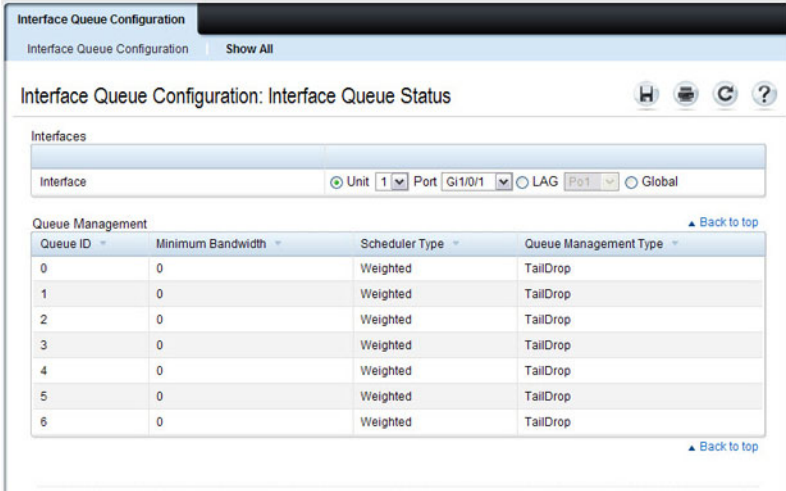 Interface Queue Configuration
Interface Queue Configuration Show All
Interface Queue Configuration: Interface Queue Status
Interfaces
Interface Unit 1 Port Gi1/0/1 LAG Po1 Global
Queue Management Back to top
Queue ID Minimum Bandwidth Scheduler Type Queue Management Type
0 0 Weighted TailDrop
1 0 Weighted TailDrop
2 0 Weighted TailDrop
3 0 Weighted TailDrop
4 0 Weighted TailDrop
5 0 Weighted TailDrop
6 0 Weighted TailDrop
Back to top